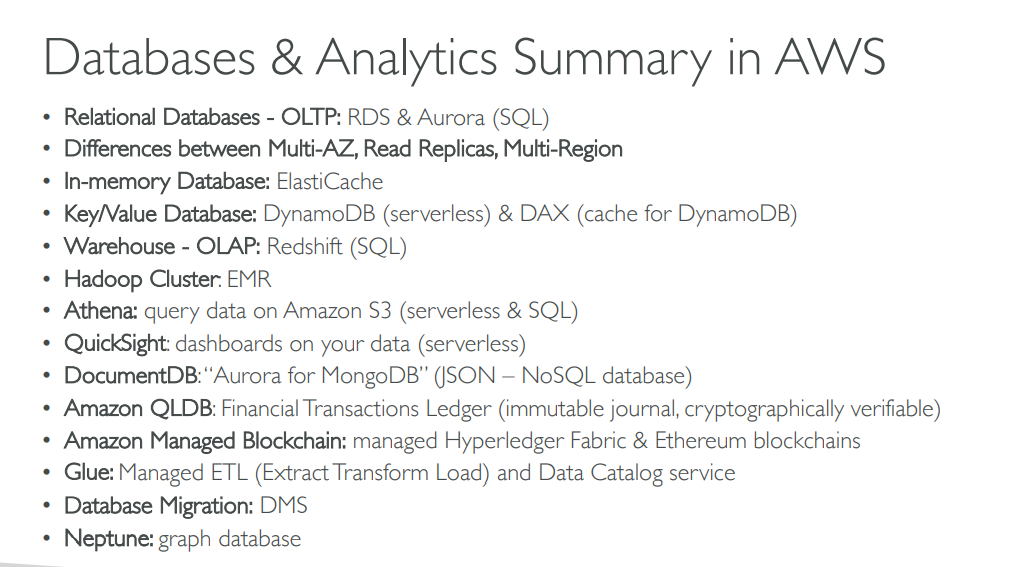 Databases & Analytics Summary in AWS
• Relational Databases - OLTP: RDS & Aurora (SQL)
• Differences between Multi-AZ, Read Replicas, Multi-Region
• In-memory Database: ElastiCache
• Key/Value Database: DynamoDB (serverless) & DAX (cache for DynamoDB)
• Warehouse - OLAP: Redshift (SQL)
• Hadoop Cluster: EMR
• Athena: query data on Amazon S3 (serverless & SQL)
• QuickSight: dashboards on your data (serverless)
• DocumentDB: “Aurora for MongoDB” (JSON – NoSQL database)
• Amazon QLDB: Financial Transactions Ledger (immutable journal, cryptographically verifiable)
• Amazon Managed Blockchain: managed Hyperledger Fabric & Ethereum blockchains
• Glue: Managed ETL (Extract Transform Load) and Data Catalog service
• Database Migration: DMS
• Neptune: graph database